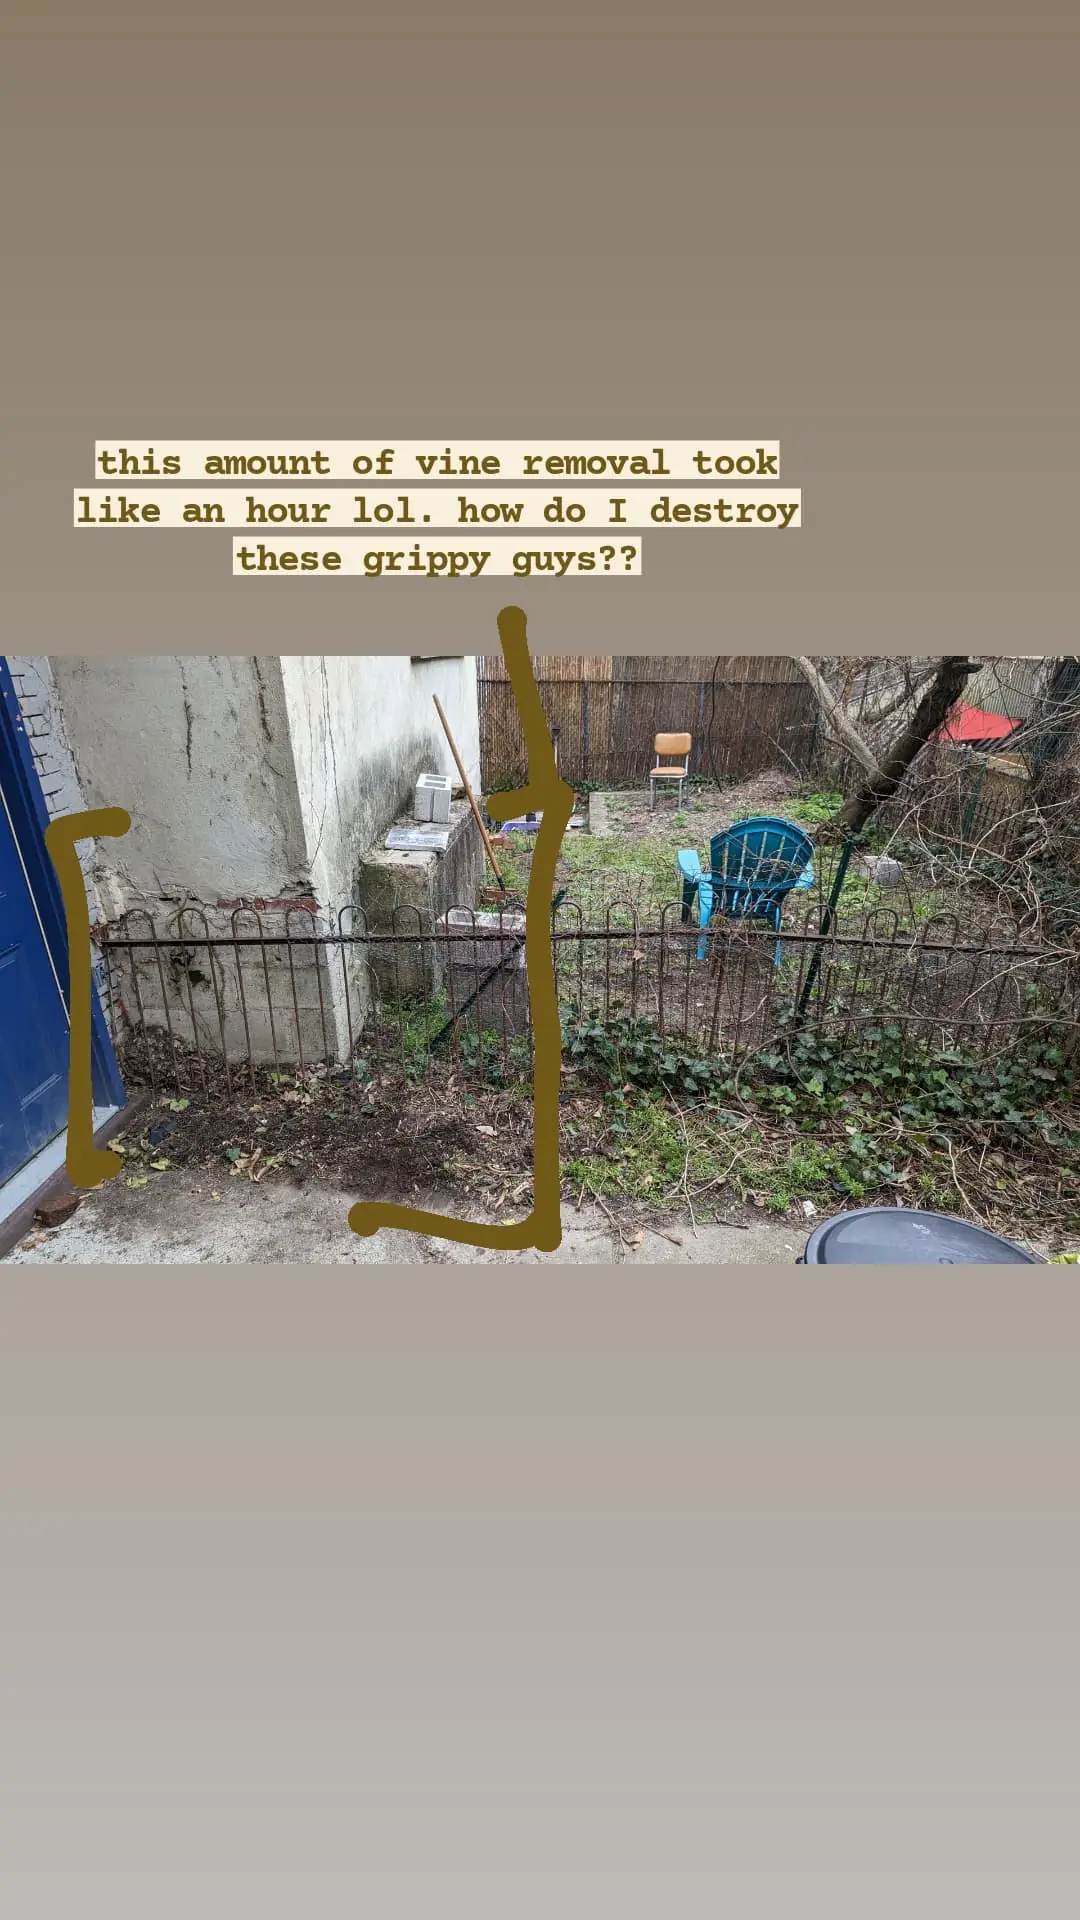 this amount of vine removal took
like an hour lol. how do I destroy
these grippy guys??